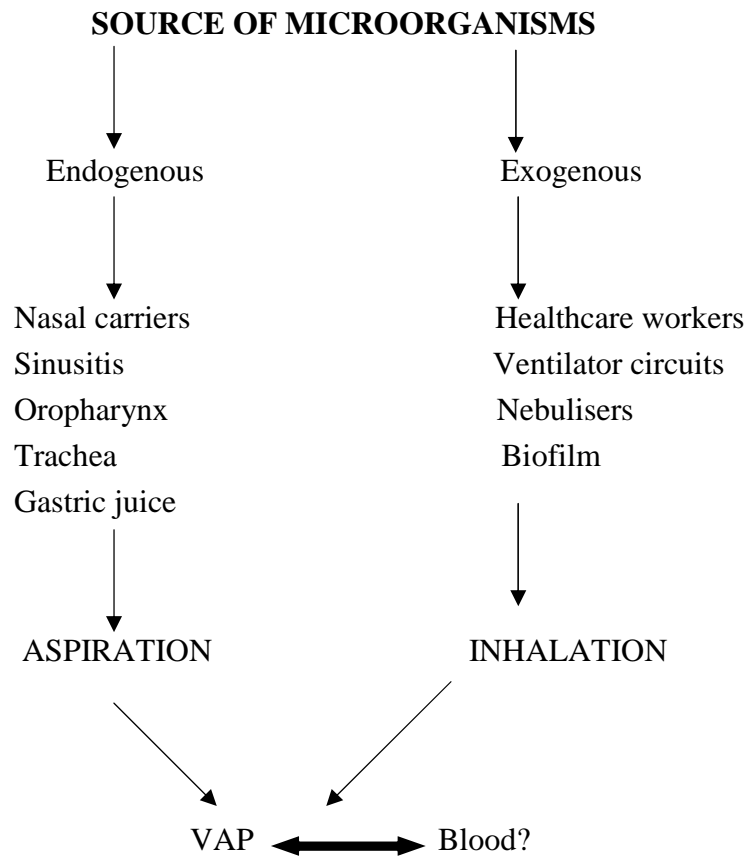 SOURCE OF MICROORGANISMS
Endogenous
Exogenous
Nasal carriers
Sinusitis
Oropharynx
Trachea
Gastric juice
Healthcare workers
Ventilator circuits
Nebulisers
Biofilm
ASPIRATION
INHALATION
VAP
Blood?